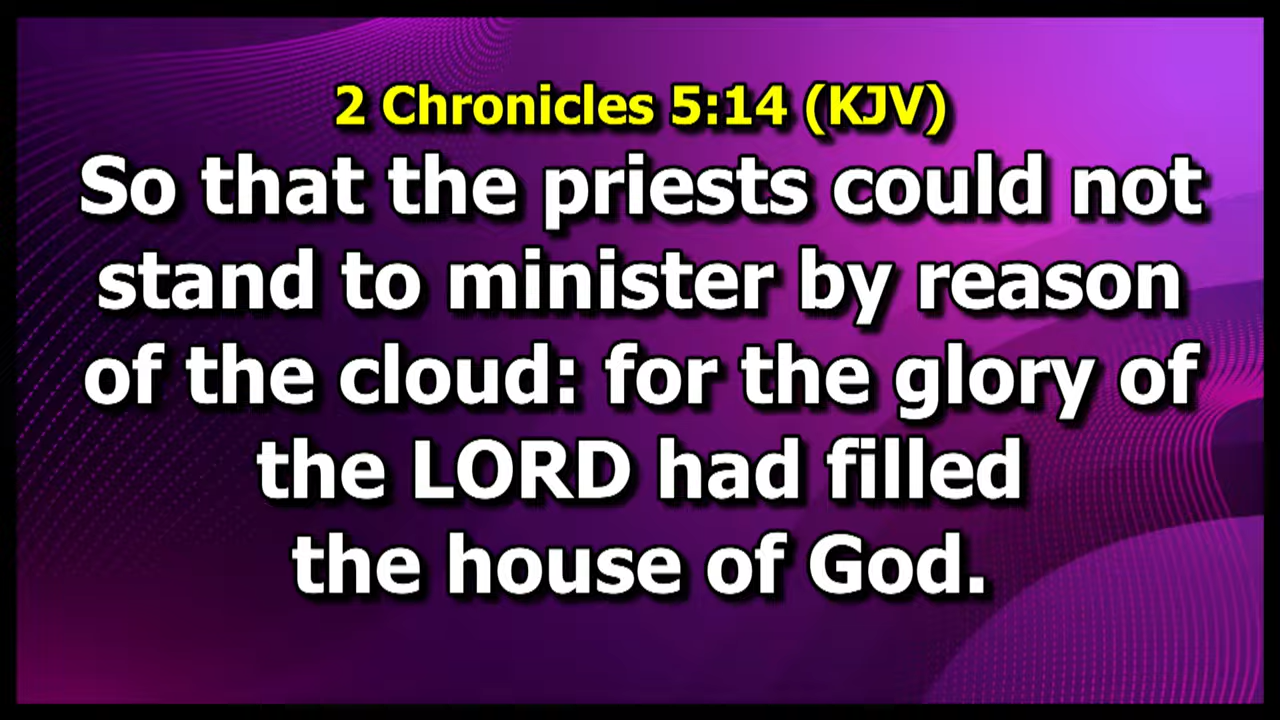 2 Chronicles 5:14 (KJV)
So that the priests could not
stand to minister by reason
of the cloud: for the glory of
the LORD had filled
the house of God.